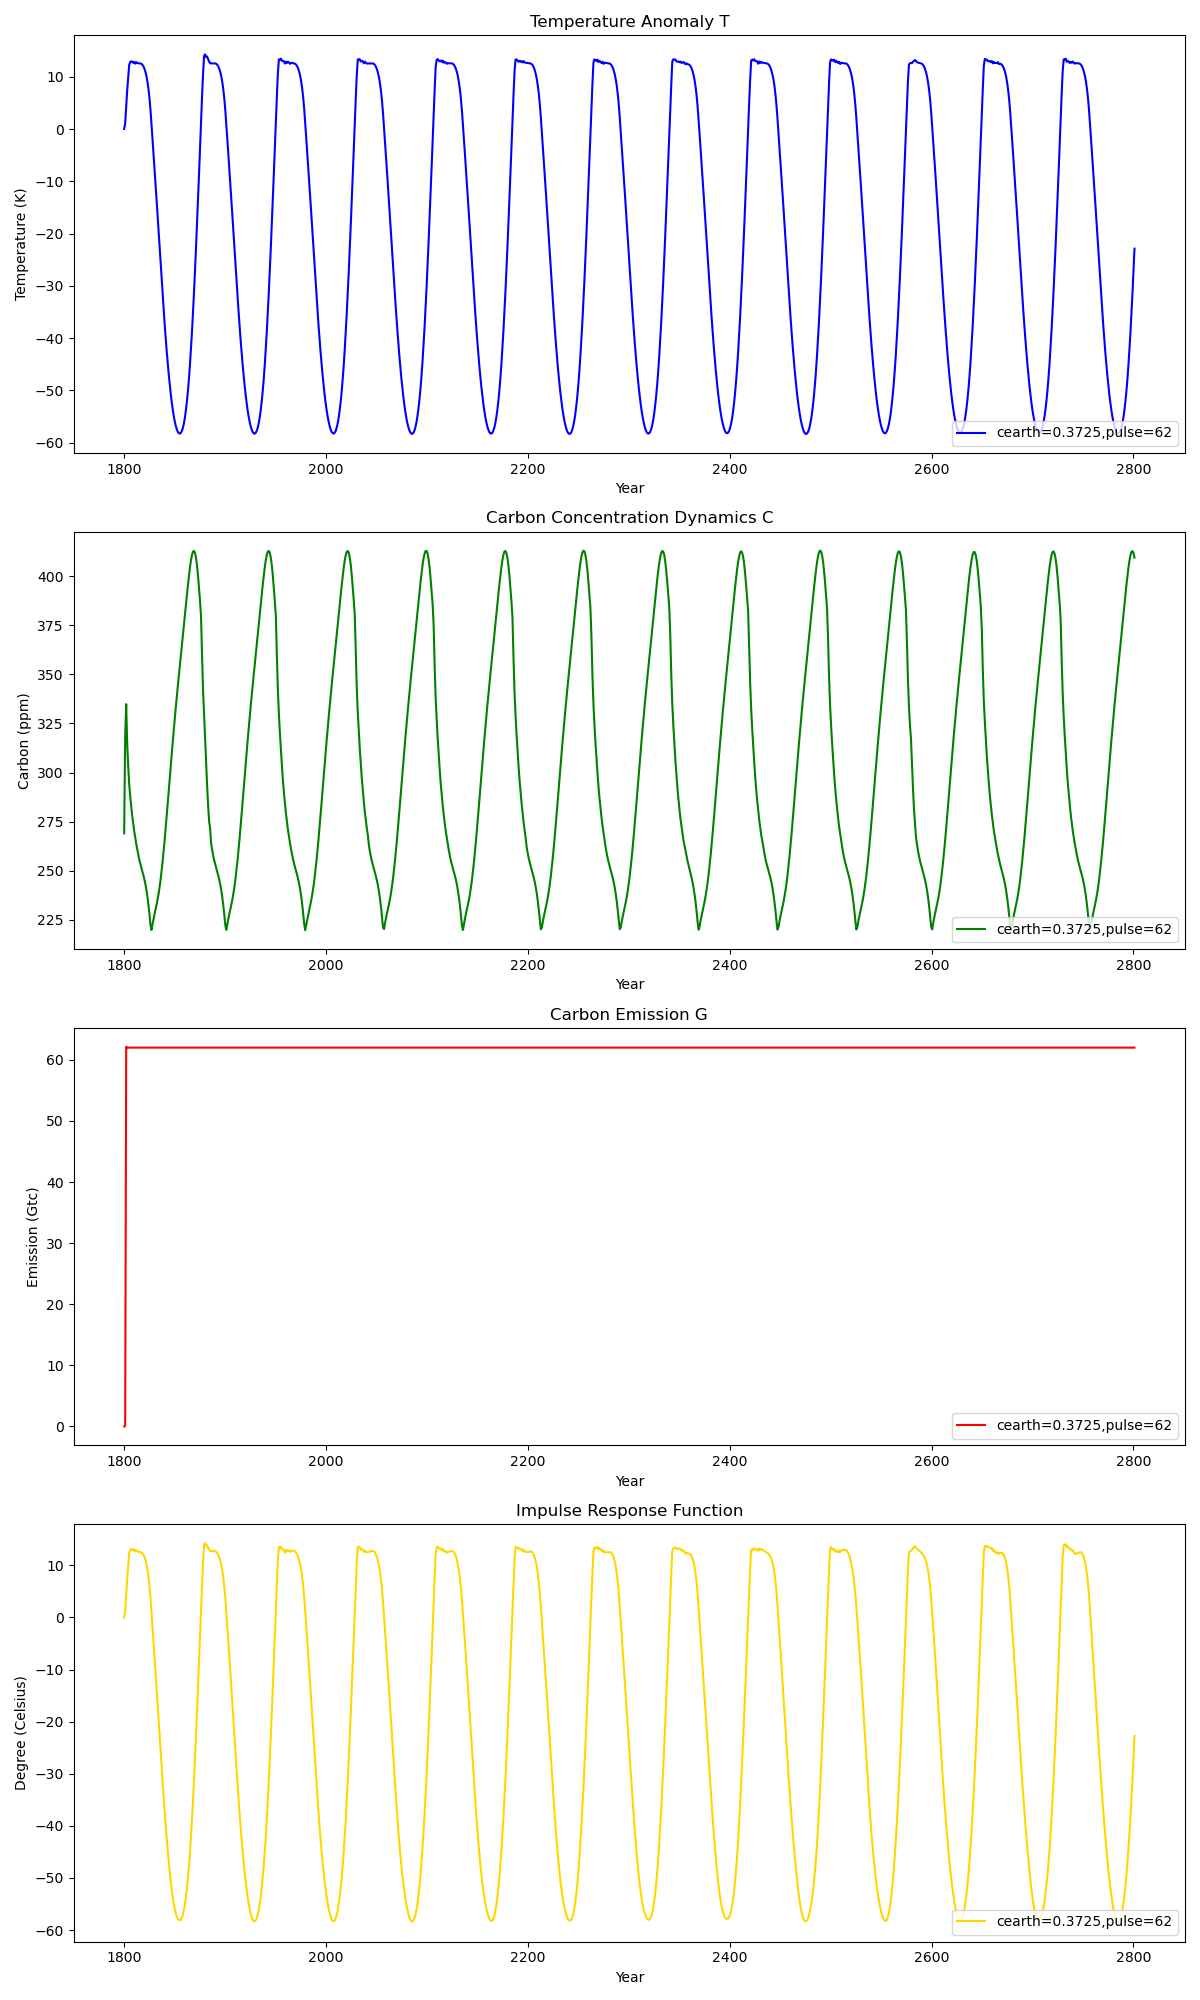 Temperature Anomaly T
10
0
−10
−20
−30
−40
−50
−60
Temperature (K)
cearth=0.3725,pulse=62
1800 2000 2200 2400 2600 2800
Year
Carbon Concentration Dynamics C
400
375
350
325
300
275
250
225
Carbon (ppm)
cearth=0.3725,pulse=62
1800 2000 2200 2400 2600 2800
Year
Carbon Emission G
60
50
40
30
20
10
0
Emission (Gtc)
cearth=0.3725,pulse=62
1800 2000 2200 2400 2600 2800
Year
Impulse Response Function
10
0
−10
−20
−30
−40
−50
−60
Degree (Celsius)
cearth=0.3725,pulse=62
1800 2000 2200 2400 2600 2800
Year